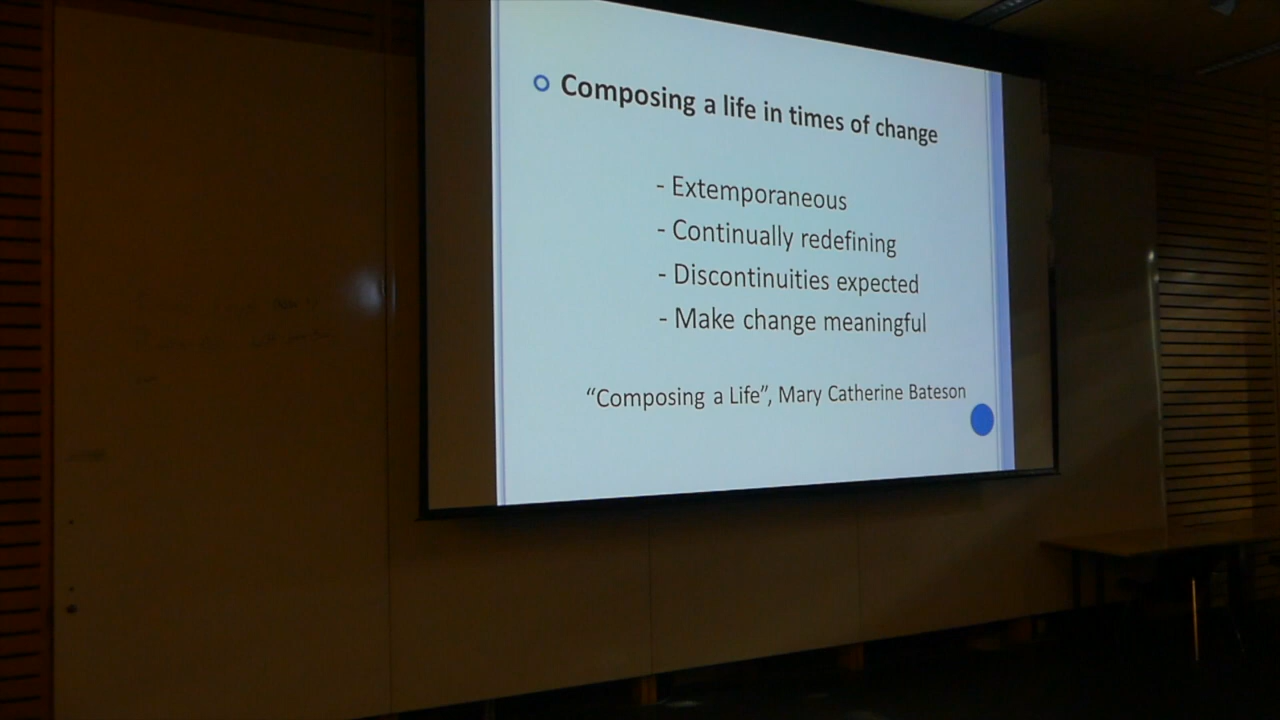 Composing a life in times of change
- Extemporaneous
- Continually redefining
- Discontinuities expected
- Make change meaningful
“Composing a Life”, Mary Catherine Bateson